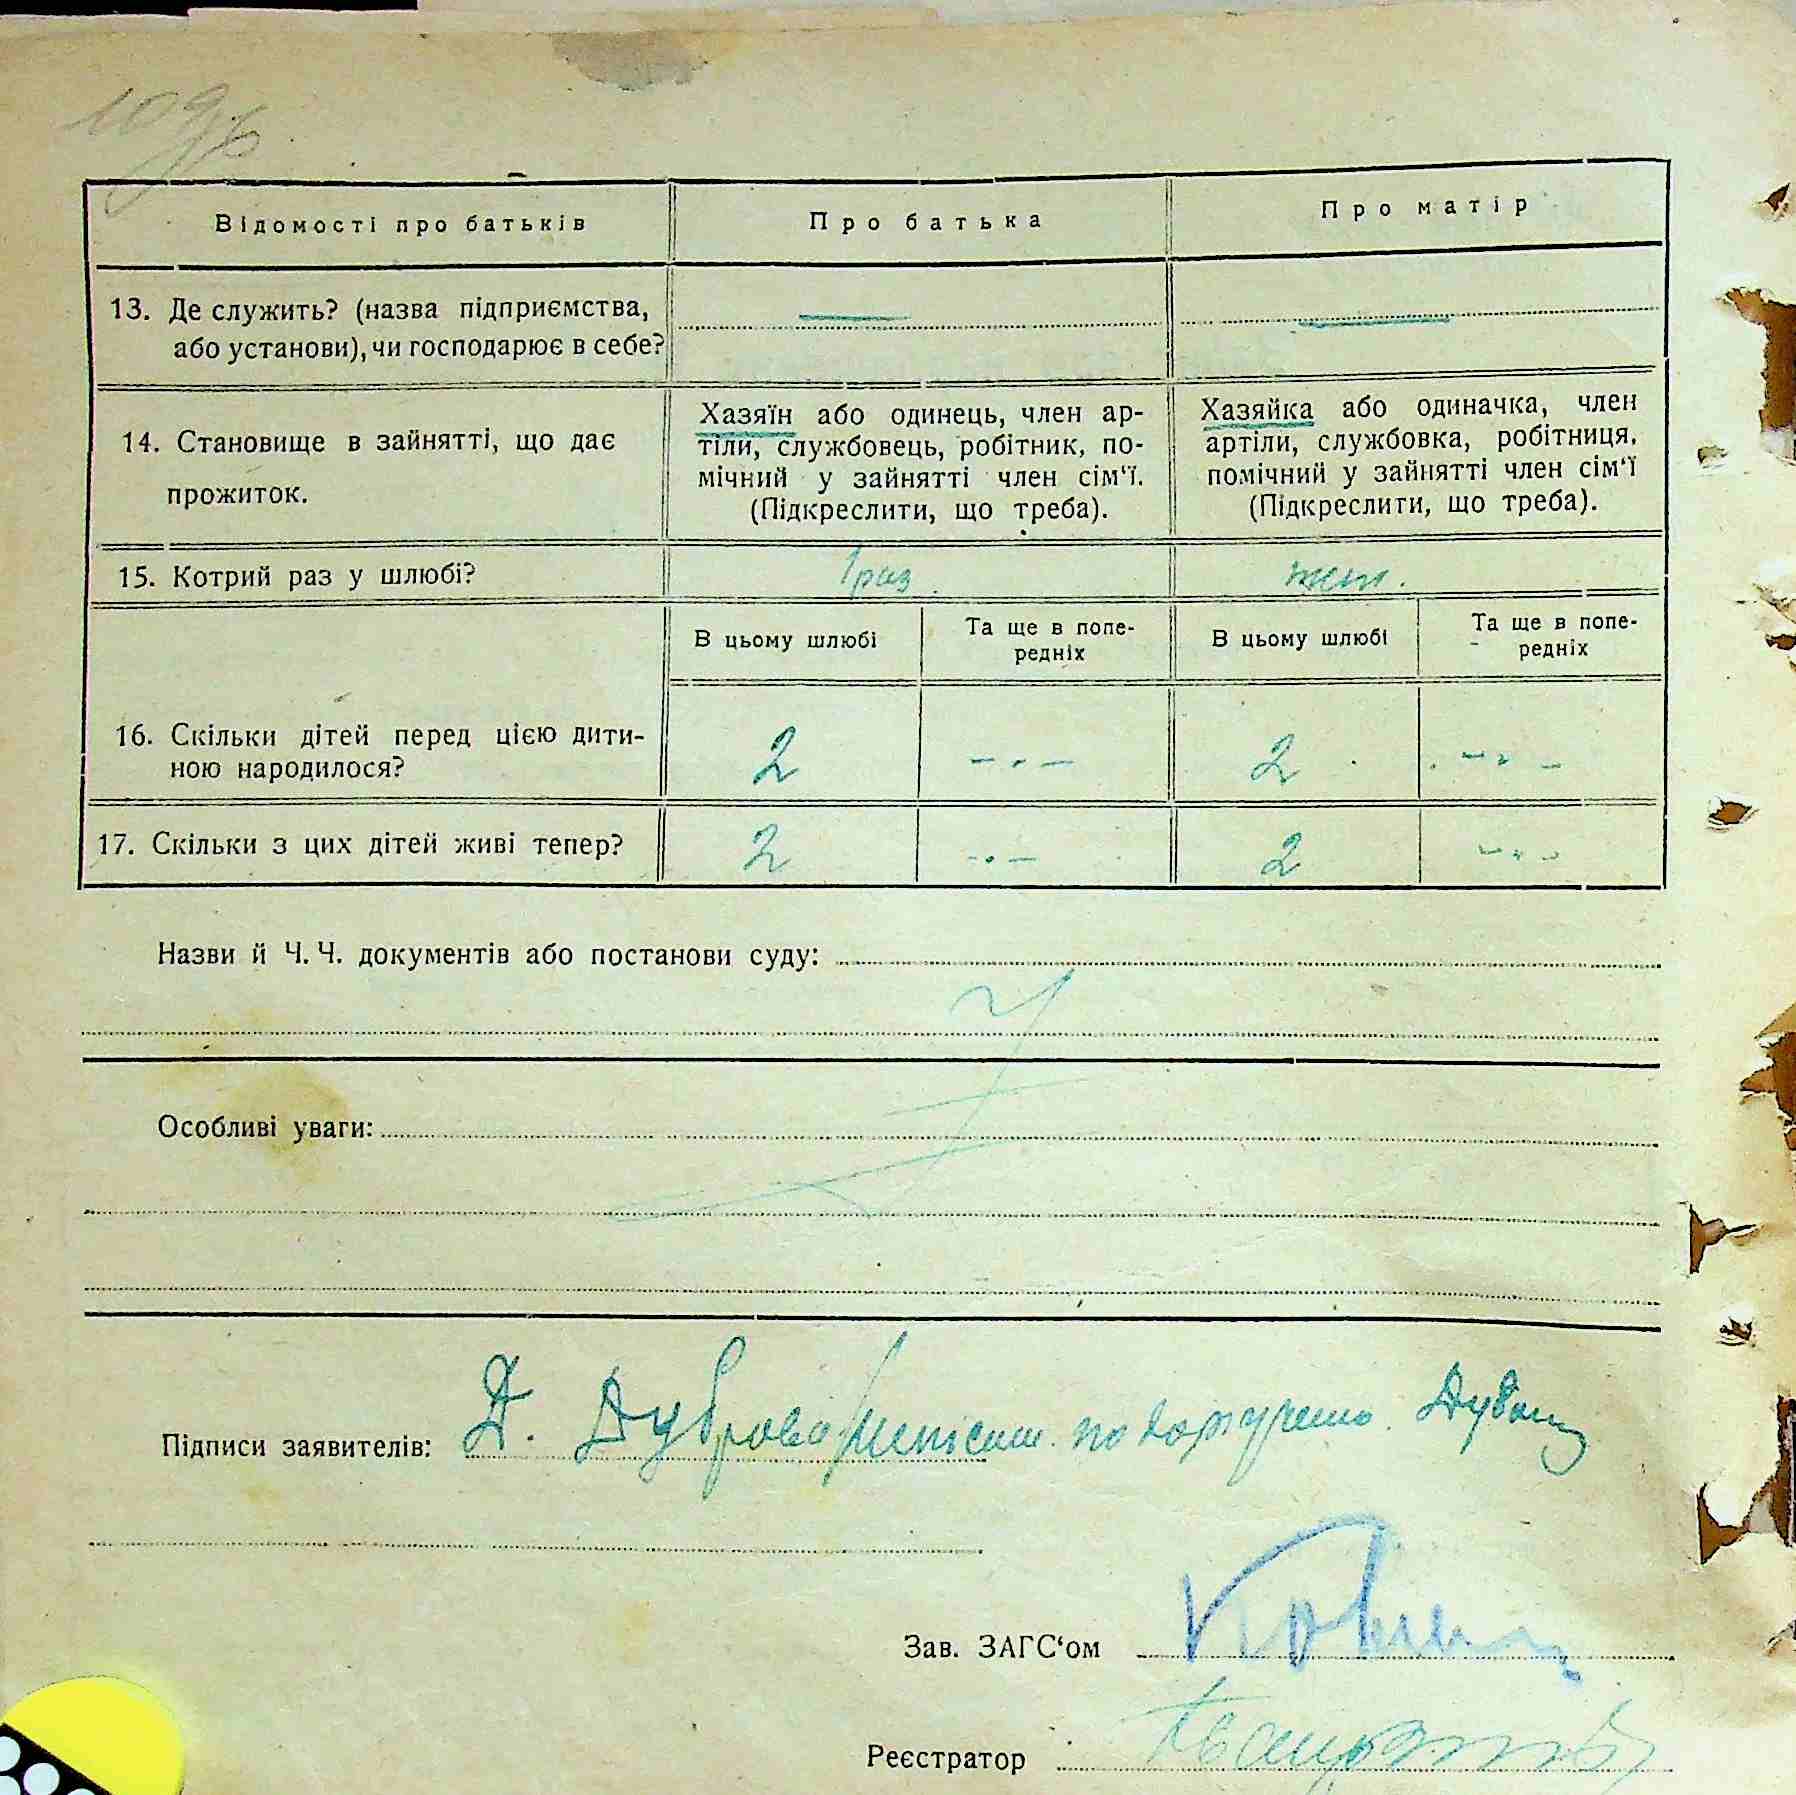 Відомості про батьків
Про батька
Про матір
13. Де служить? (назва підприємства,
або установи), чи господарює в себе?
14. Становище в зайнятті, що дає
прожиток.
Хазяїн або одинець, член ар-
тіли, службовець, робітник, по-
мічний у зайнятті член сім‘ї.
(Підкреслити, що треба).
Хазяйка або одиначка, член
артіли, службовка, робітниця,
помічний у зайнятті член сім‘ї
(Підкреслити, що треба).
15. Котрий раз у шлюбі?
1 раз
В цьому шлюбі
Та ще в попе-
редніх
В цьому шлюбі
Та ще в попе-
редніх
16. Скільки дітей перед цією дити-
ною народилося?
2
2
17. Скільки з цих дітей живі тепер?
2
2
Назви й Ч. Ч. документів або постанови суду:
Особливі уваги:
Підписи заявителів: Д. по
Зав. ЗАГС‘ом
Реєстратор